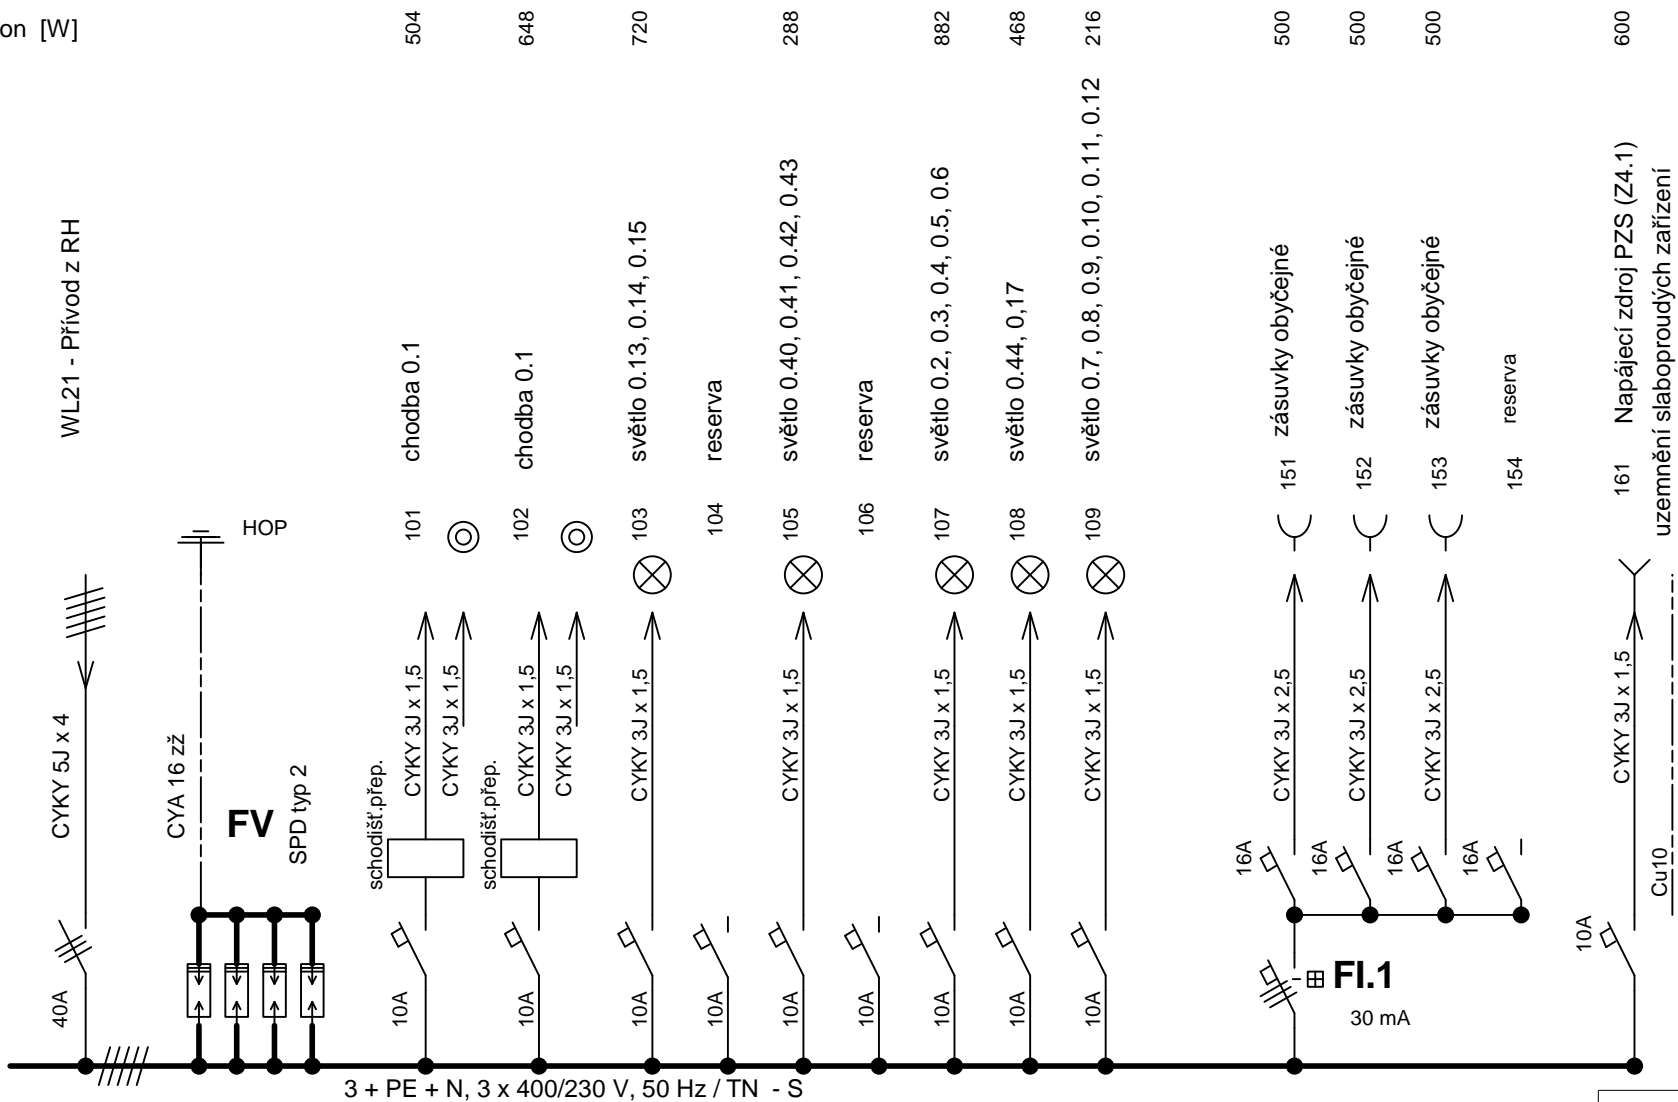 on [W]
504
648
720
288
882
468
216
500
500
500
600
WL21 - Přívod z RH
chodba 0.1
chodba 0.1
světlo 0.13, 0.14, 0.15
reserva
světlo 0.40, 0.41, 0.42, 0.43
reserva
světlo 0.2, 0.3, 0.4, 0.5, 0.6
světlo 0.44, 0,17
světlo 0.7, 0.8, 0.9, 0.10, 0.11, 0.12
zásuvky obyčejné
zásuvky obyčejné
zásuvky obyčejné
reserva
Napájecí zdroj PZS (Z4.1)
uzemnění slaboproudých zařízení
HOP
101
102
103
104
105
106
107
108
109
151
152
153
154
161
CYKY 5J x 4
CYA 16 zž
FV
SPD typ 2
schodišť.přep.
CYKY 3J x 1,5
CYKY 3J x 1,5
schodišť.přep.
CYKY 3J x 1,5
CYKY 3J x 1,5
CYKY 3J x 1,5
CYKY 3J x 1,5
CYKY 3J x 1,5
CYKY 3J x 1,5
CYKY 3J x 1,5
CYKY 3J x 2,5
CYKY 3J x 2,5
CYKY 3J x 2,5
CYKY 3J x 1,5
16A
16A
16A
16A
Cu10
40A
10A
10A
10A
10A
10A
10A
10A
10A
10A
FI.1
30 mA
10A
3 + PE + N, 3 x 400/230 V, 50 Hz / TN - S